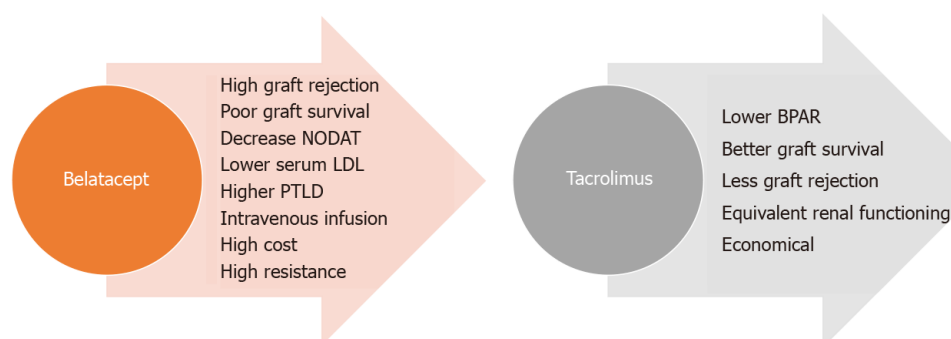 Belatacept
High graft rejection
Poor graft survival
Decrease NODAT
Lower serum LDL
Higher PTLD
Intravenous infusion
High cost
High resistance
Tacrolimus
Lower BPAR
Better graft survival
Less graft rejection
Equivalent renal functioning
Economical